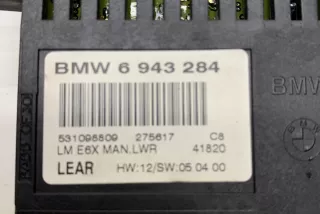 BMW 6 943 284
531096809 275617 C8
LM E6X MAN.LWR 41820
LEAR HW:12/SW:05.04.00
BMW